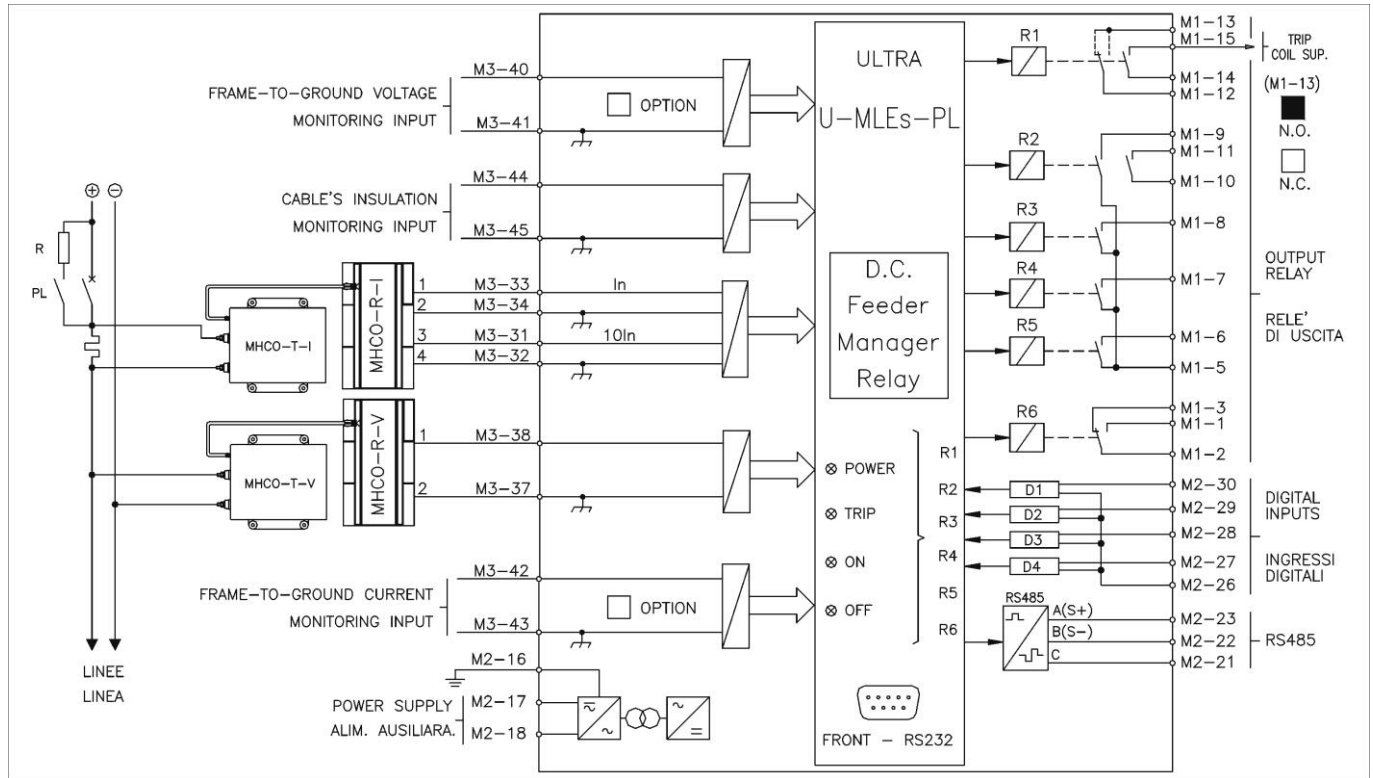 FRAME-TO-GROUND VOLTAGE
MONITORING INPUT
M3-40
M3-41
OPTION
CABLE'S INSULATION
MONITORING INPUT
M3-44
M3-45
R
PL
MHCO-T-I
MHCO-R-I
1
2
3
4
M3-33
M3-34
M3-31
M3-32
In
10In
MHCO-T-V
MHCO-R-V
1
2
M3-38
M3-37
FRAME-TO-GROUND CURRENT
MONITORING INPUT
M3-42
M3-43
OPTION
LINEE
LINEA
M2-16
POWER SUPPLY
ALIM. AUSILIARA.
M2-17
M2-18
ULTRA
U-MLEs-PL
D.C.
Feeder
Manager
Relay
POWER
TRIP
ON
OFF
R1
R2
R3
R4
R5
R6
FRONT - RS232
R1
R2
R3
R4
R5
R6
M1-13
M1-15
M1-14
M1-12
TRIP
COIL SUP.
(M1-13)
N.O.
N.C.
M1-9
M1-11
M1-10
M1-8
M1-7
M1-6
M1-5
M1-3
M1-1
M1-2
OUTPUT
RELAY
RELE'
DI USCITA
D1
D2
D3
D4
M2-30
M2-29
M2-28
M2-27
M2-26
DIGITAL
INPUTS
INGRESSI
DIGITALI
RS485
A(S+)
B(S-)
C
M2-23
M2-22
M2-21
RS485